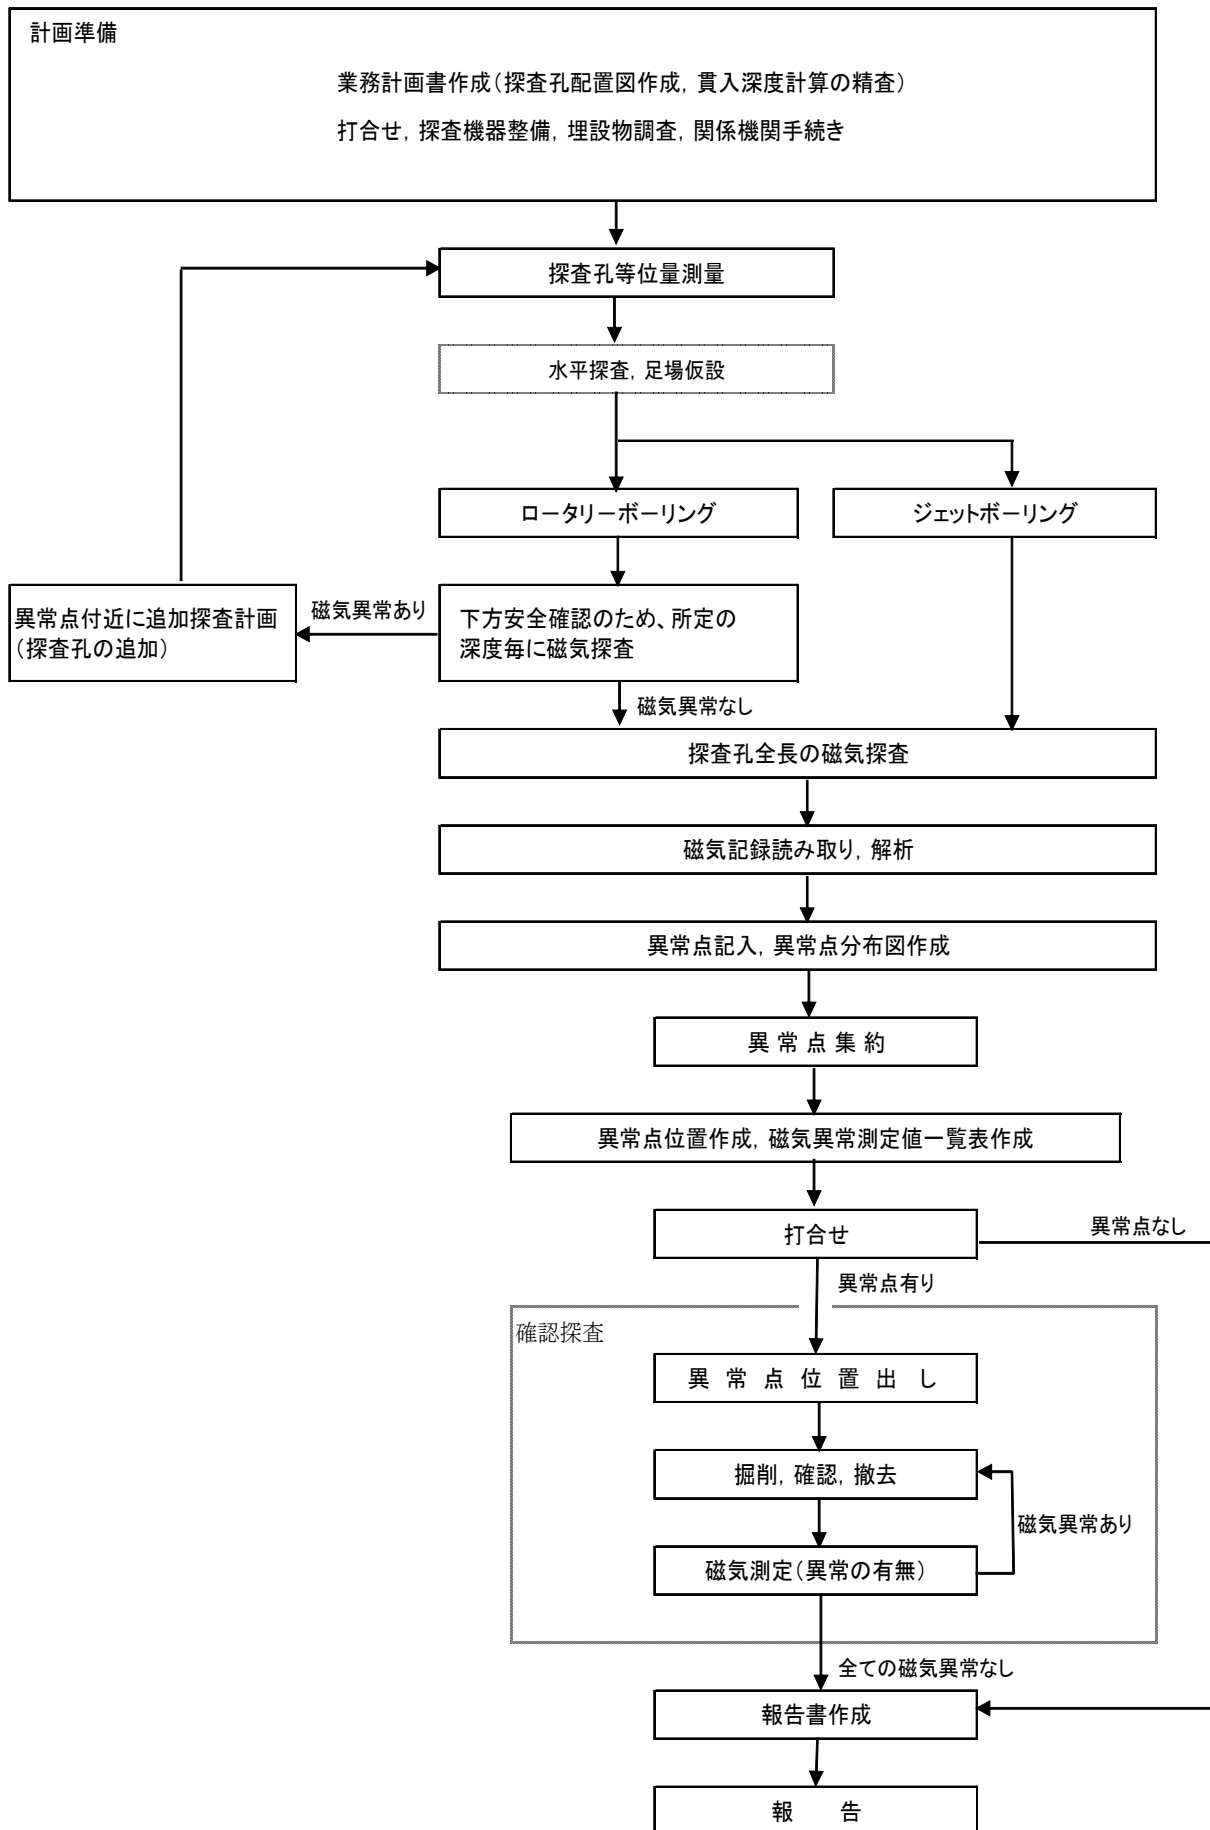 計画準備
業務計画書作成(探査孔配置図作成, 貫入深度計算の精査)
打合せ, 探査機器整備, 埋設物調査, 関係機関手続き
探査孔等位量測量
水平探査, 足場仮設
ロータリーボーリング
ジェットボーリング
異常点付近に追加探査計画
(探査孔の追加)
磁気異常あり
下方安全確認のため、所定の
深度毎に磁気探査
磁気異常なし
探査孔全長の磁気探査
磁気記録読み取り, 解析
異常点記入, 異常点分布図作成
異常点集約
異常点位置作成, 磁気異常測定値一覧表作成
打合せ
異常点なし
異常点有り
確認探査
異常点位置出し
掘削, 確認, 撤去
磁気異常あり
磁気測定(異常の有無)
全ての磁気異常なし
報告書作成
報 告